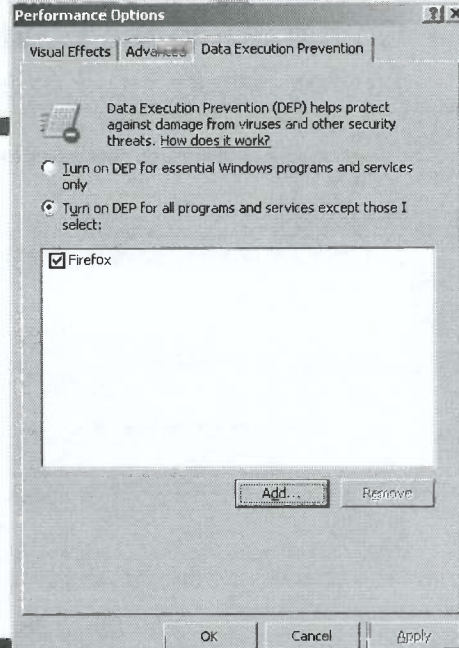 Performance Options
Visual Effects Advanced Data Execution Prevention
Data Execution Prevention (DEP) helps protect
against damage from viruses and other security
threats. How does it work?
Turn on DEP for essential Windows programs and services
only
Turn on DEP for all programs and services except those I
select:
Firefox
Add... Remove
OK Cancel Apply